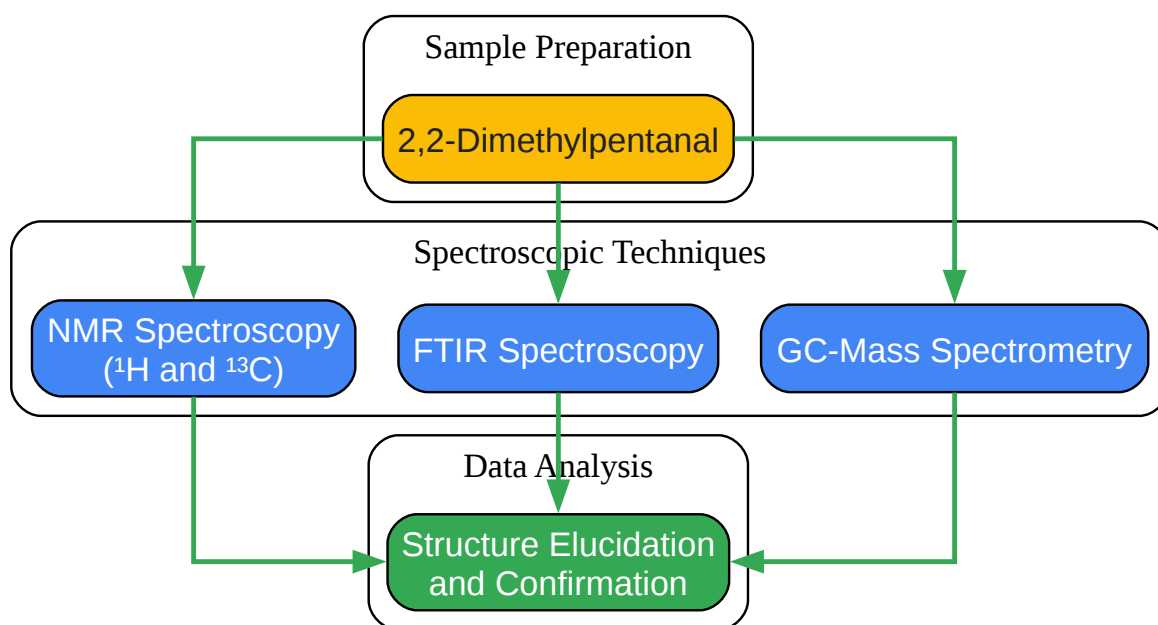 Sample Preparation
2,2-Dimethylpentanal
Spectroscopic Techniques
NMR Spectroscopy
(¹H and ¹³C)
FTIR Spectroscopy
GC-Mass Spectrometry
Data Analysis
Structure Elucidation
and Confirmation